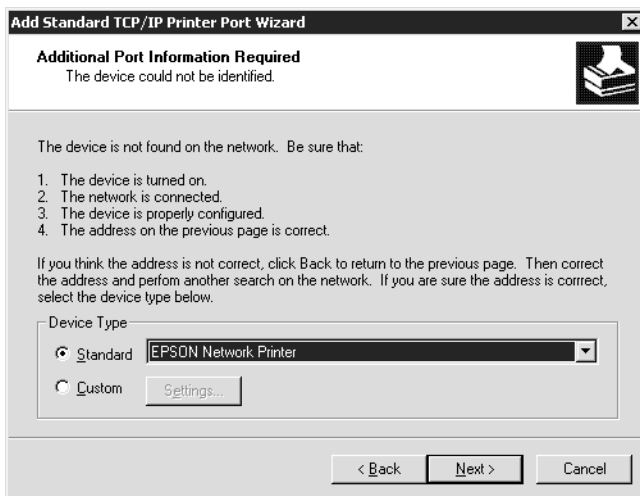 Add Standard TCP/IP Printer Port Wizard
Additional Port Information Required
The device could not be identified.
The device is not found on the network. Be sure that:
1. The device is turned on.
2. The network is connected.
3. The device is properly configured.
4. The address on the previous page is correct.
If you think the address is not correct, click Back to return to the previous page. Then correct
the address and perfom another search on the network. If you are sure the address is corrrect,
select the device type below.
Device Type
Standard EPSON Network Printer
Custom Settings...
< Back Next > Cancel